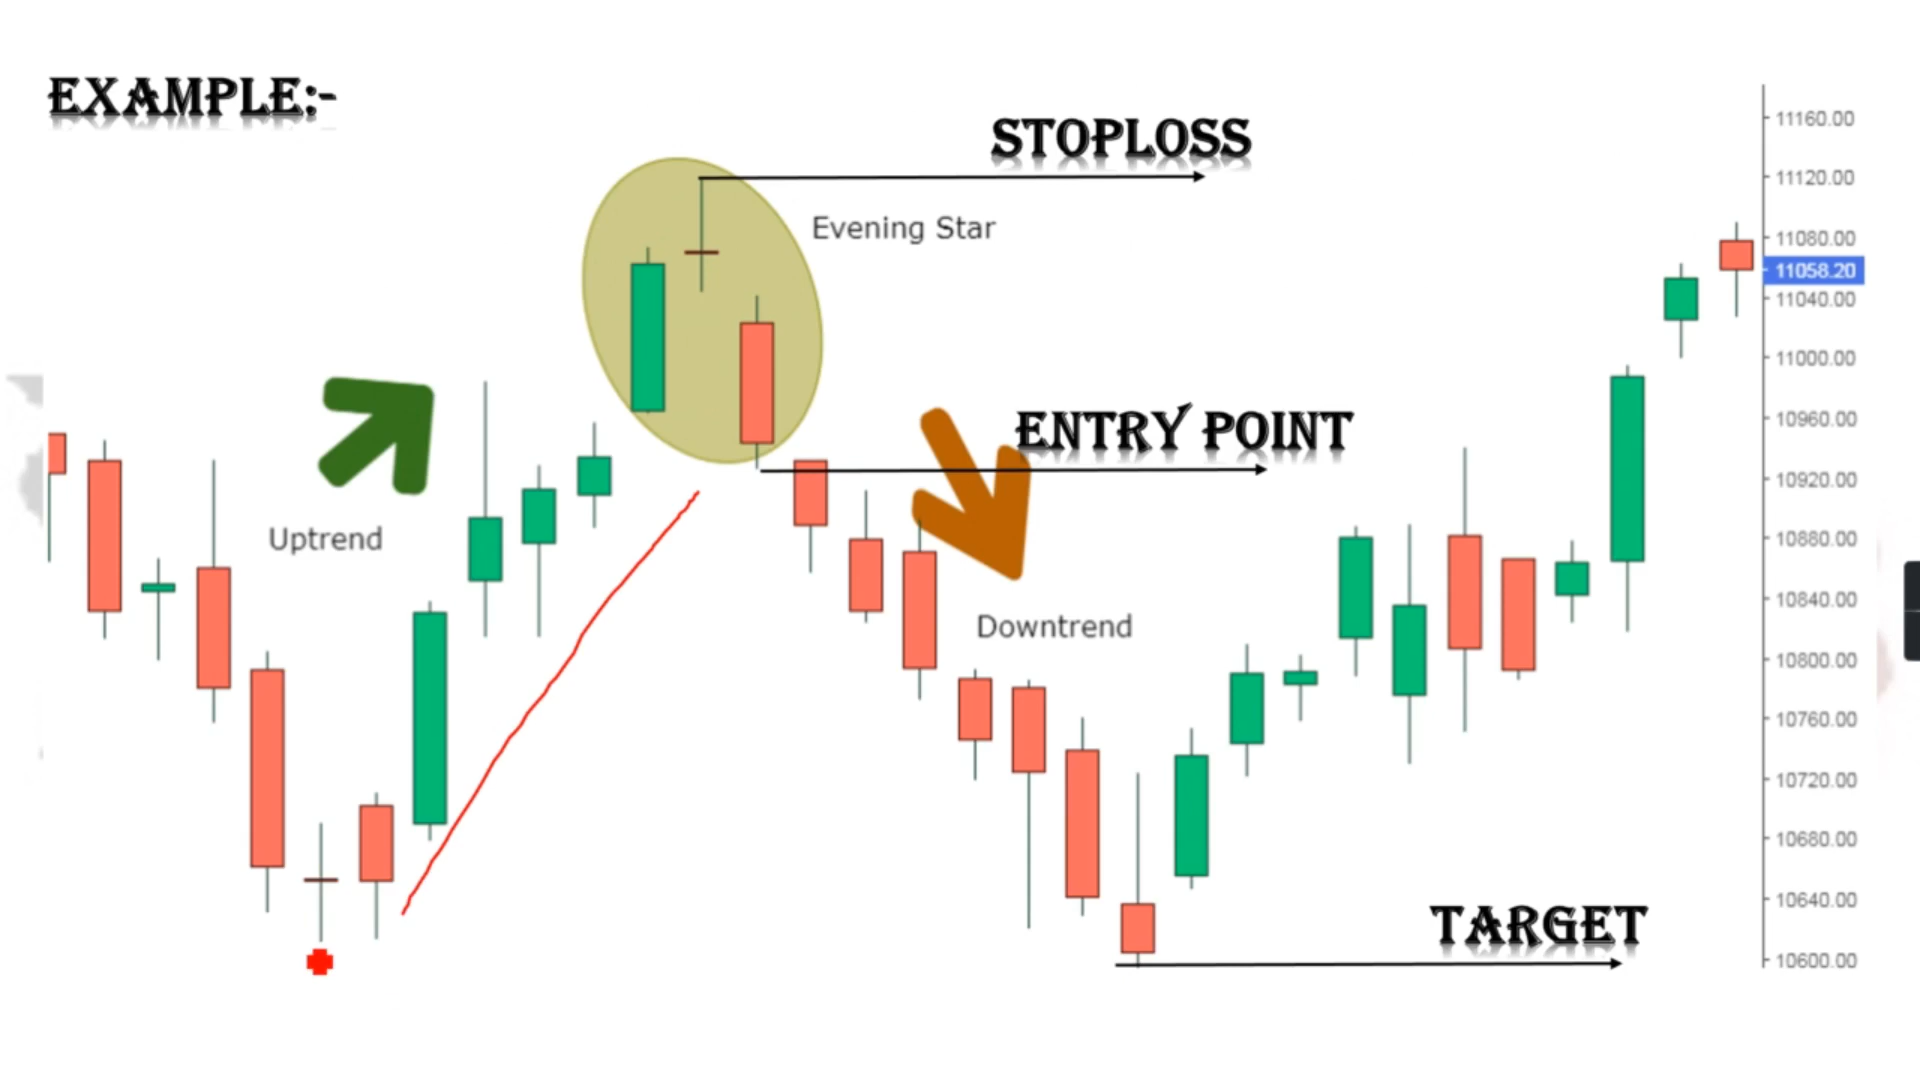 EXAMPLE:-
STOPLOSS
Evening Star
ENTRY POINT
Uptrend
Downtrend
TARGET
11160.00
11120.00
11080.00
11058.20
11040.00
11000.00
10960.00
10920.00
10880.00
10840.00
10800.00
10760.00
10720.00
10680.00
10640.00
10600.00